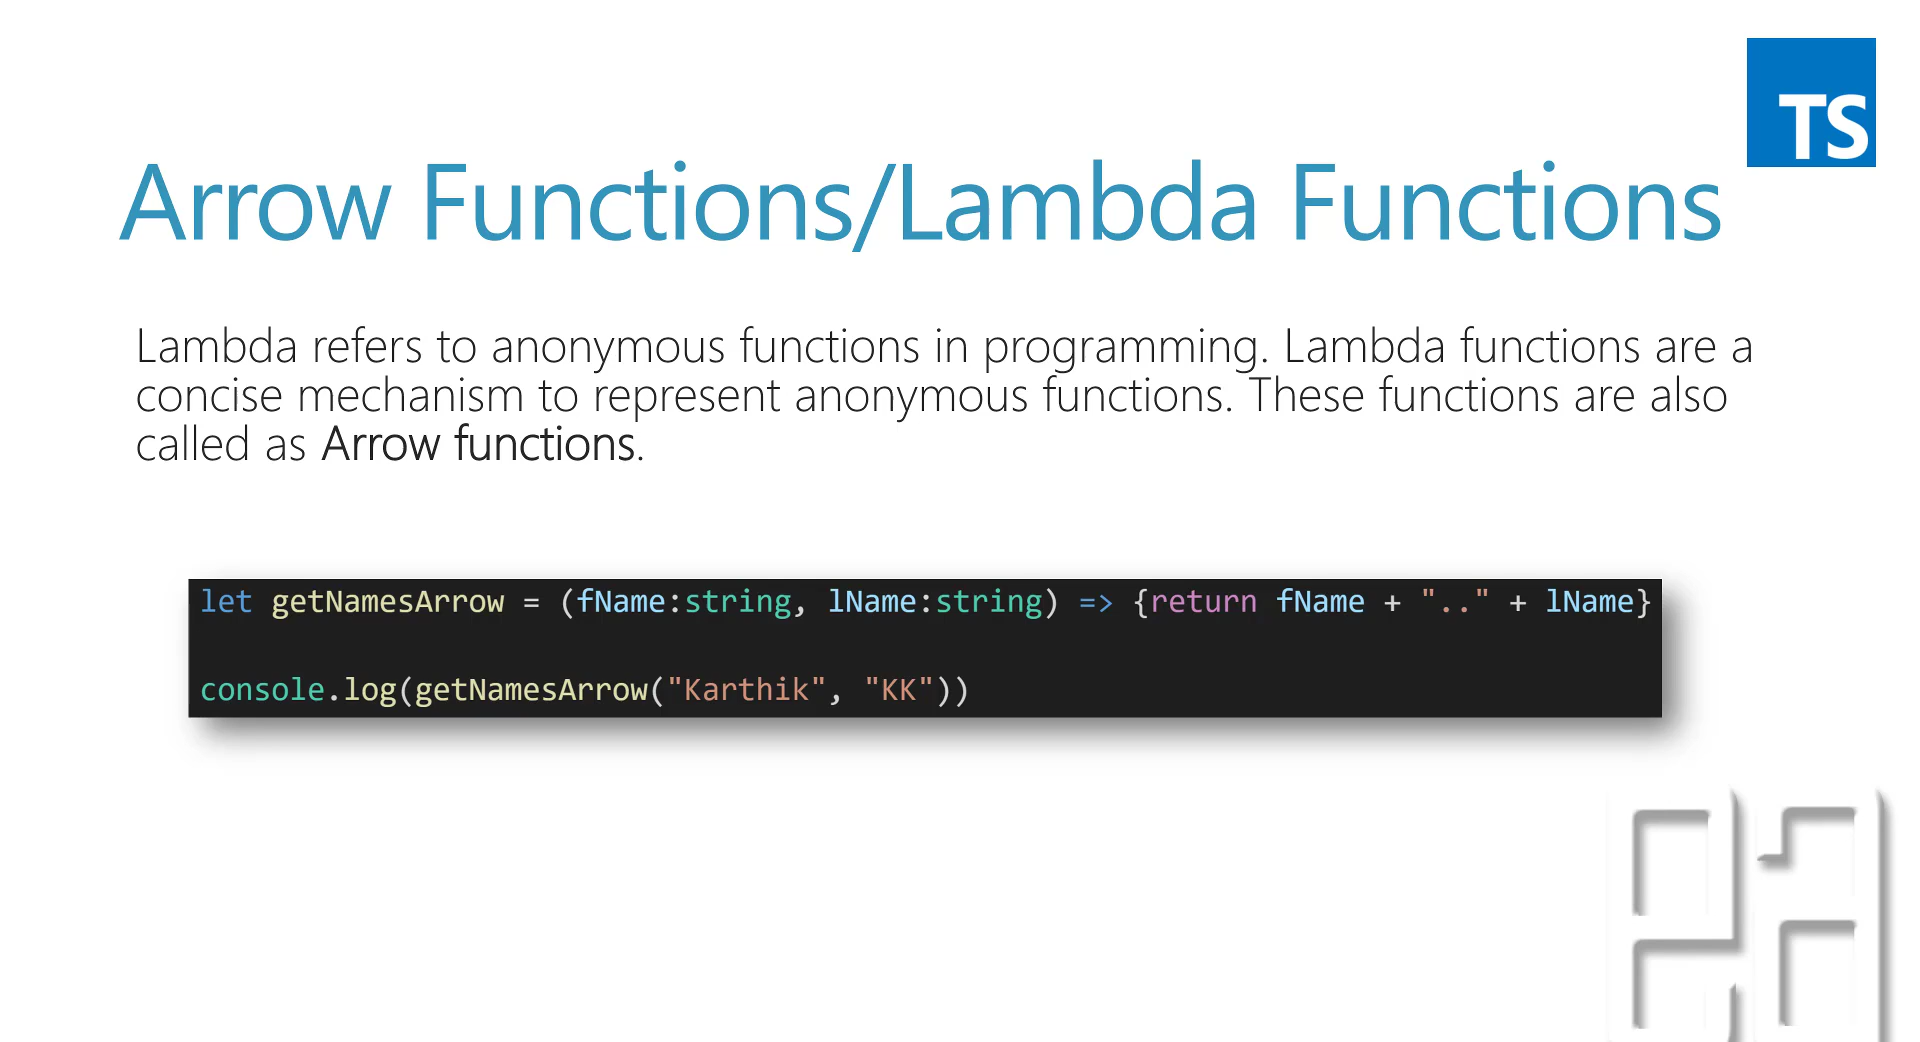 TS
Arrow Functions/Lambda Functions
Lambda refers to anonymous functions in programming. Lambda functions are a
concise mechanism to represent anonymous functions. These functions are also
called as Arrow functions.
let getNamesArrow = (fName:string, lName:string) => {return fName + ".." + lName}
console.log(getNamesArrow("Karthik", "KK"))